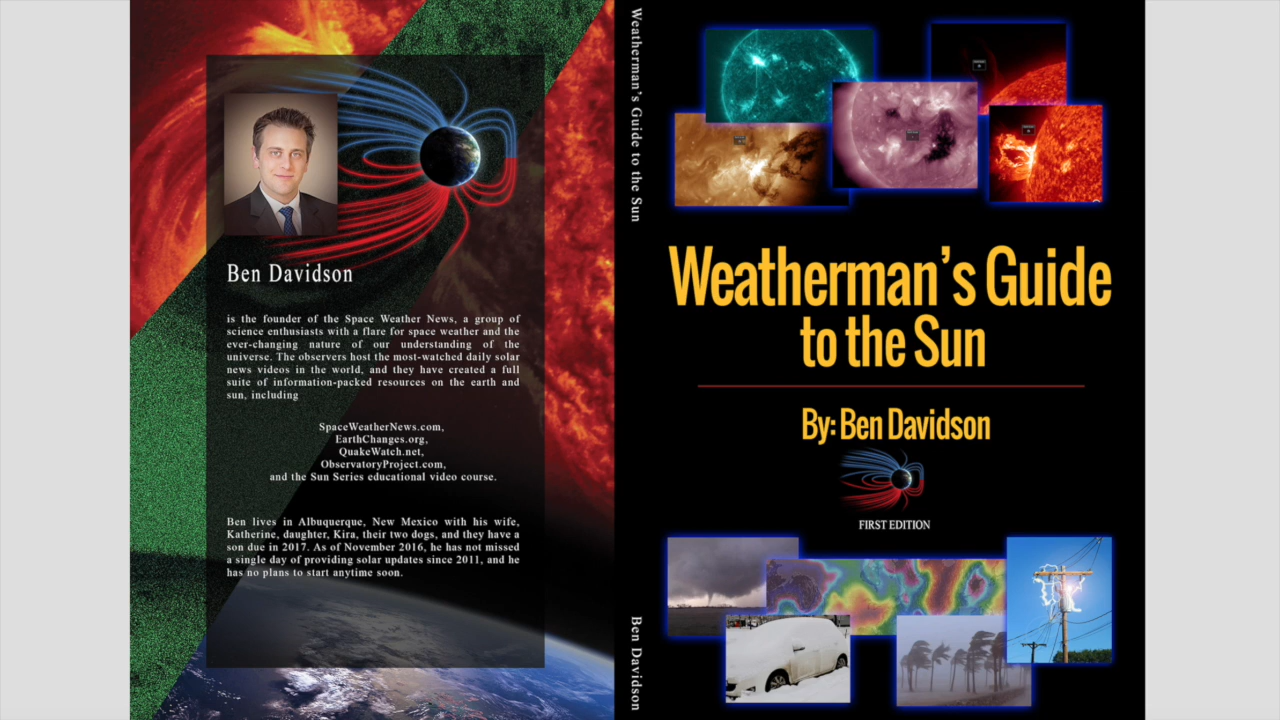 Ben Davidson
is the founder of the Space Weather News, a group of
science enthusiasts with a flare for space weather and the
ever-changing nature of our understanding of the
universe. The observers host the most-watched daily solar
news videos in the world, and they have created a full
suite of information-packed resources on the earth and
sun, including
SpaceWeatherNews.com,
EarthChanges.org,
QuakeWatch.net,
ObservatoryProject.com,
and the Sun Series educational video course.
Ben lives in Albuquerque, New Mexico with his wife,
Katherine, daughter, Kira, their two dogs, and they have a
son due in 2017. As of November 2016, he has not missed
a single day of providing solar updates since 2011, and he
has no plans to start anytime soon.
Weatherman's Guide to the Sun
Ben Davidson
Weatherman's Guide
to the Sun
By: Ben Davidson
FIRST EDITION